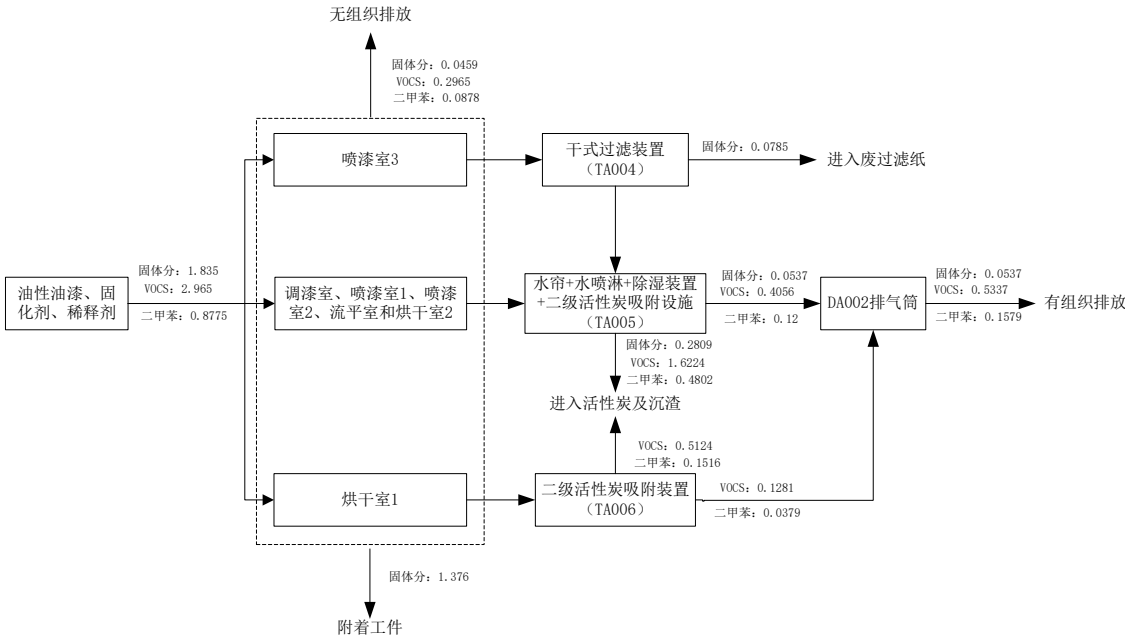 无组织排放
固体分：0.0459
VOCS：0.2965
二甲苯：0.0878
喷漆室3
干式过滤装置
（TA004）
固体分：0.0785
进入废过滤纸
油性油漆、固
化剂、稀释剂
固体分：1.835
VOCS：2.965
二甲苯：0.8775
调漆室、喷漆室1、喷漆
室2、流平室和烘干室2
水帘+水喷淋+除湿装置
+二级活性炭吸附设施
（TA005）
固体分：0.0537
VOCS：0.4056
二甲苯：0.12
DA002排气筒
固体分：0.0537
VOCS：0.5337
二甲苯：0.1579
有组织排放
固体分：0.2809
VOCS：1.6224
二甲苯：0.4802
进入活性炭及沉渣
VOCS：0.5124
二甲苯：0.1516
烘干室1
二级活性炭吸附装置
（TA006）
VOCS：0.1281
二甲苯：0.0379
固体分：1.376
附着工件